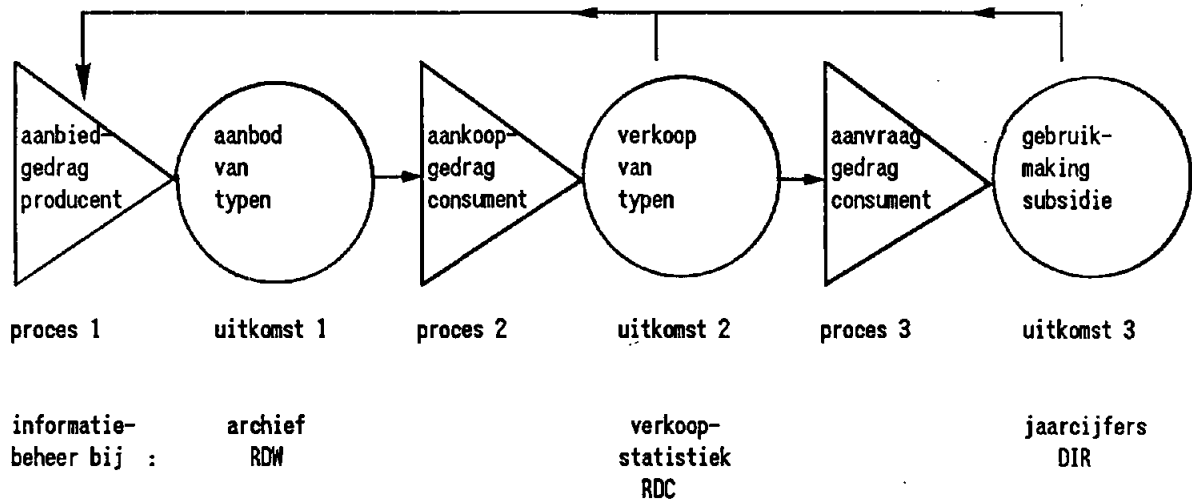 aanbied-
gedrag
producent
aanbod
van
typen
aankoop-
gedrag
consument
verkoop
van
typen
aanvraag
gedrag
consument
gebruik-
making
subsidie
proces 1
uitkomst 1
proces 2
uitkomst 2
proces 3
uitkomst 3
informatie-
beheer bij :
archief
RDW
verkoop-
statistiek
RDC
jaarcijfers
DIR